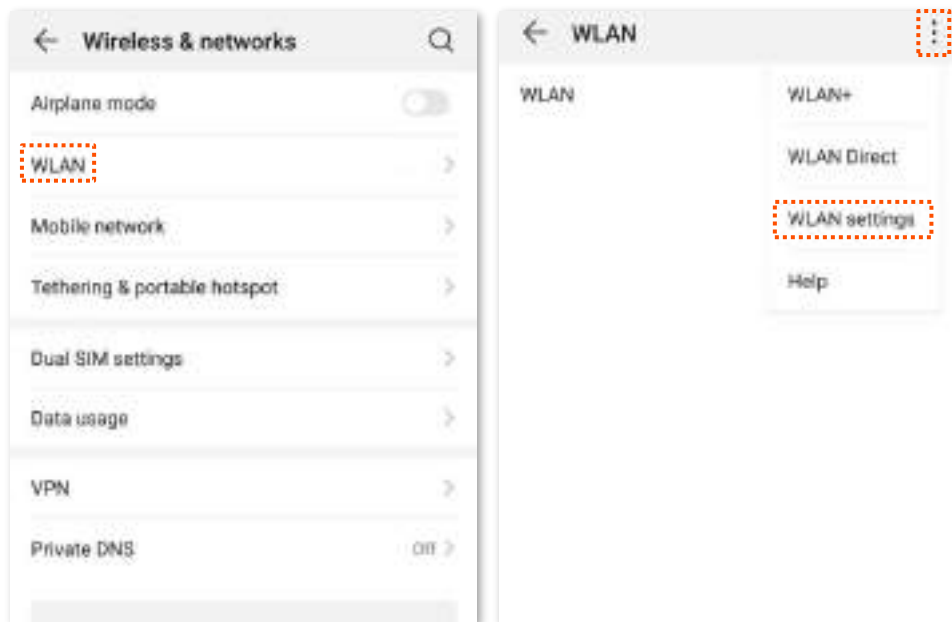 Wireless & networks
Airplane mode
WLAN
Mobile network
Tethering & portable hotspot
Dual SIM settings
Data usage
VPN
Private DNS
Off
WLAN
WLAN
WLAN+
WLAN Direct
WLAN settings
Help